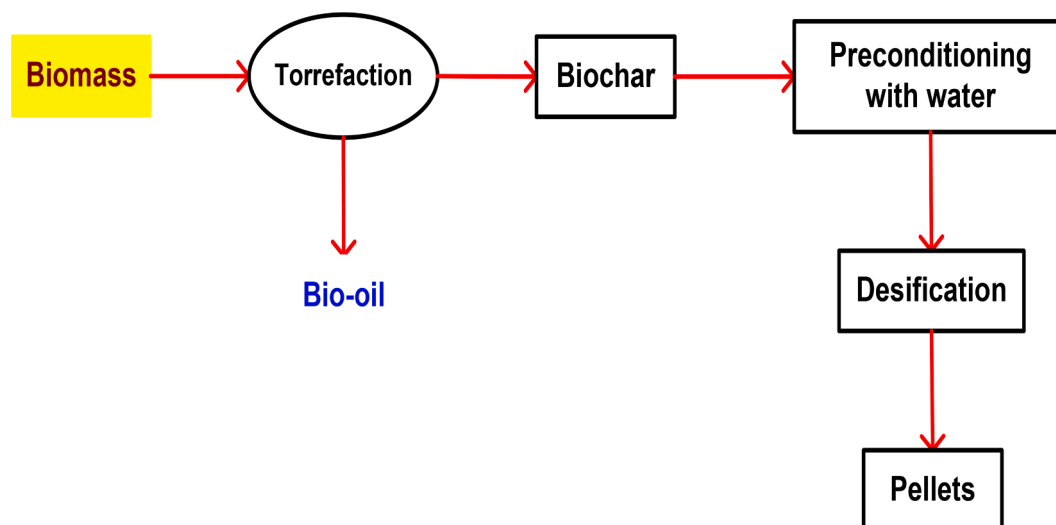 Biomass
Torrefaction
Biochar
Preconditioning
with water
Bio-oil
Desification
Pellets